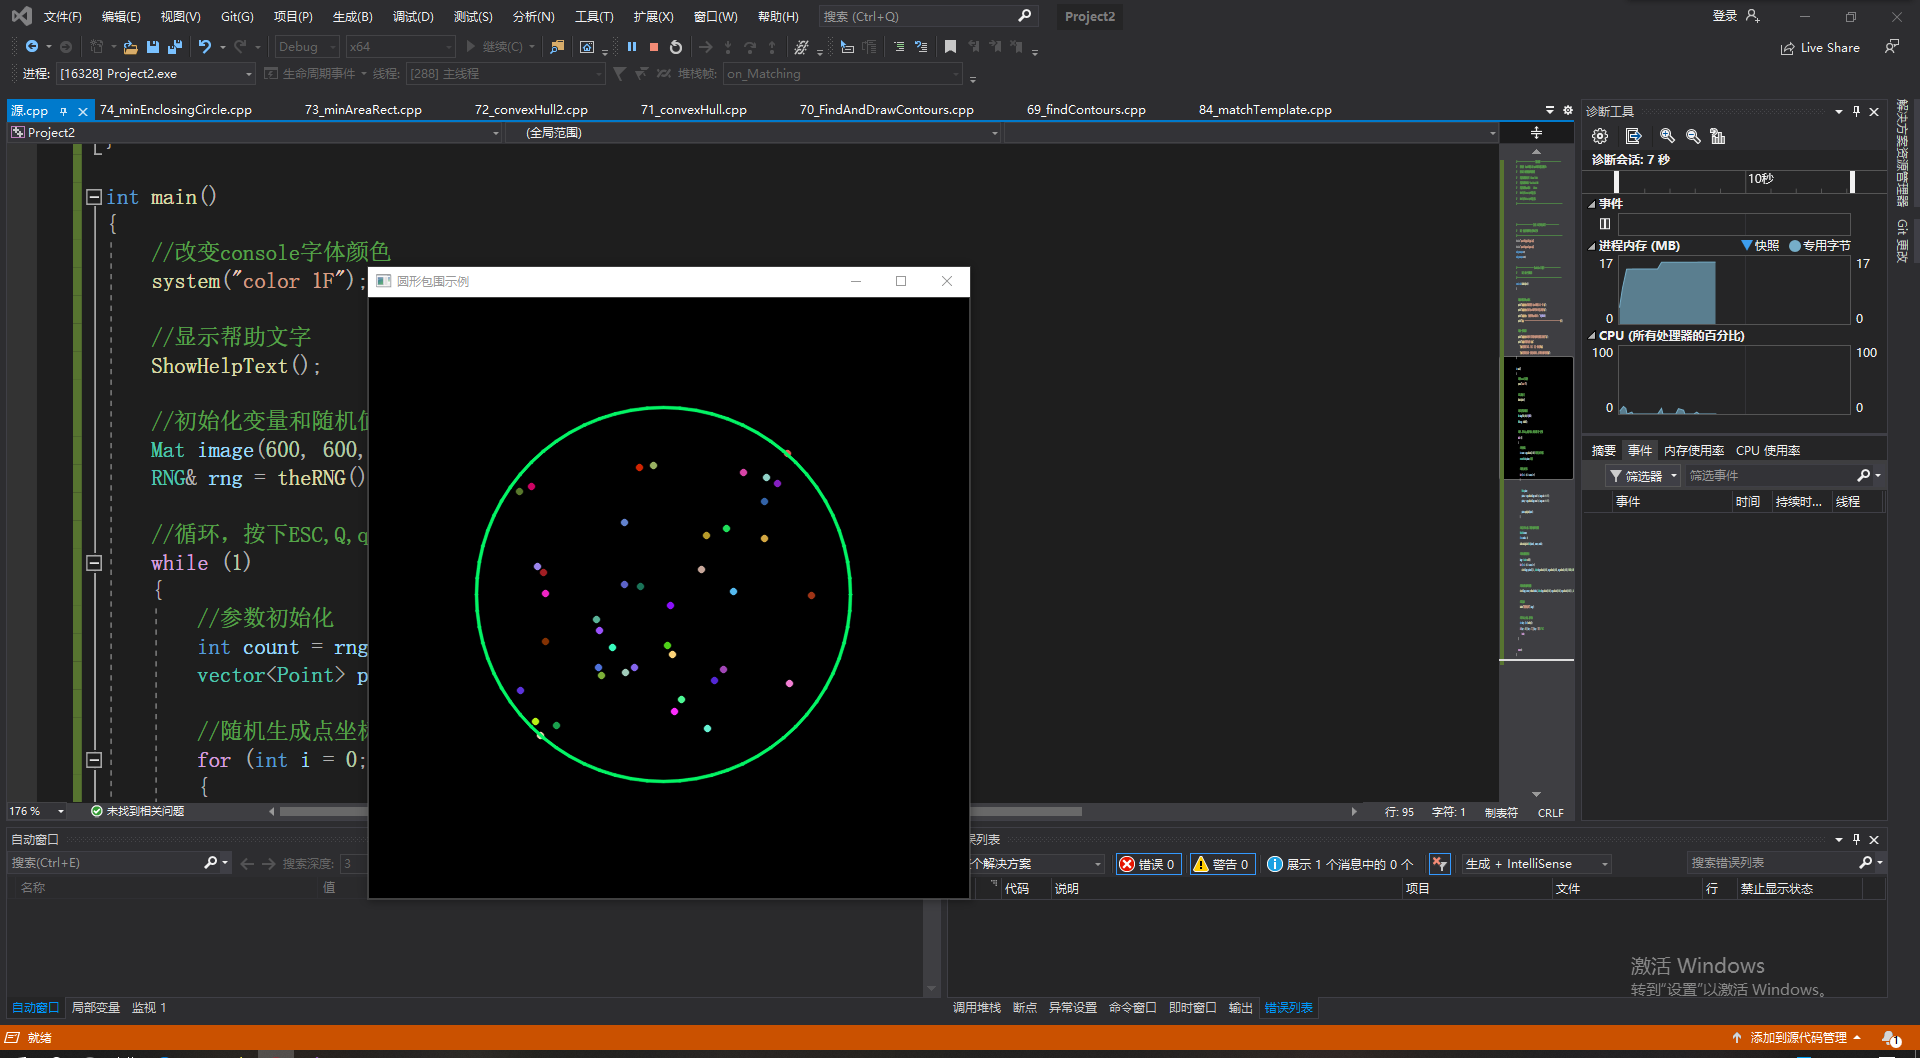 文件(F) 编辑(E) 视图(V) Git(G) 项目(P) 生成(B) 调试(D) 测试(S) 分析(N) 工具(T) 扩展(X) 窗口(W) 帮助(H) 搜索 (Ctrl+Q) Project2 登录
Debug x64 继续(C) Live Share
进程: [16328] Project2.exe 生命周期事件 线程: [288] 主线程 堆栈帧: on_Matching
源.cpp 74_minEnclosingCircle.cpp 73_minAreaRect.cpp 72_convexHull2.cpp 71_convexHull.cpp 70_FindAndDrawContours.cpp 69_findContours.cpp 84_matchTemplate.cpp
Project2 (全局范围)
int main()
{
//改变console字体颜色
system("color 1F");
//显示帮助文字
ShowHelpText();
//初始化变量和随机值
Mat image(600, 600,
RNG& rng = theRNG()
//循环，按下ESC,Q,q
while (1)
{
//参数初始化
int count = rng
vector<Point> p
//随机生成点坐标
for (int i = 0;
{
圆形包围示例
176 % 未找到相关问题 行: 95 字符: 1 制表符 CRLF
诊断工具
诊断会话: 7 秒
10秒
事件
进程内存 (MB) 快照 专用字节
17 17
0 0
CPU (所有处理器的百分比)
100 100
0 0
摘要 事件 内存使用率 CPU 使用率
筛选器 筛选事件
事件 时间 持续时... 线程
解决方案资源管理器
Git 更改
自动窗口
搜索(Ctrl+E) 搜索深度: 3
名称 值
自动窗口 局部变量 监视 1
误列表
个解决方案 错误 0 警告 0 展示 1 个消息中的 0 个 生成 + IntelliSense 搜索错误列表
代码 说明 项目 文件 行 禁止显示状态
激活 Windows
转到"设置"以激活 Windows。
调用堆栈 断点 异常设置 命令窗口 即时窗口 输出 错误列表
就绪 添加到源代码管理 1